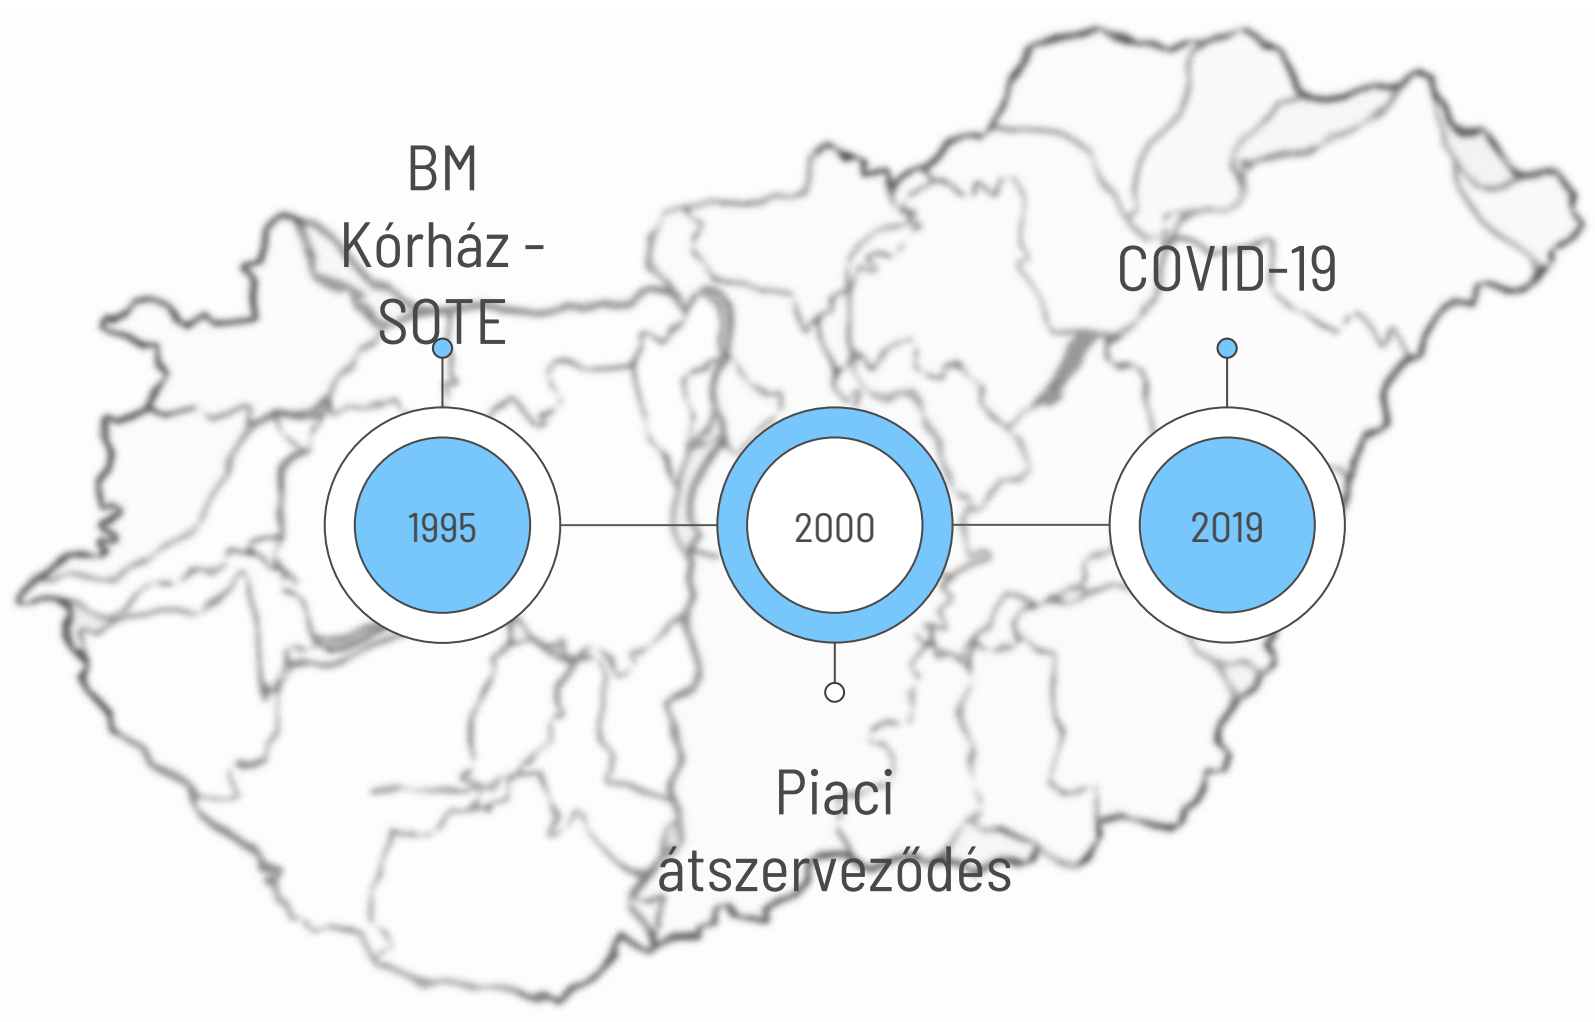 BM
Kórház -
SOTE
COVID-19
1995
2000
2019
Piaci
átszerveződés